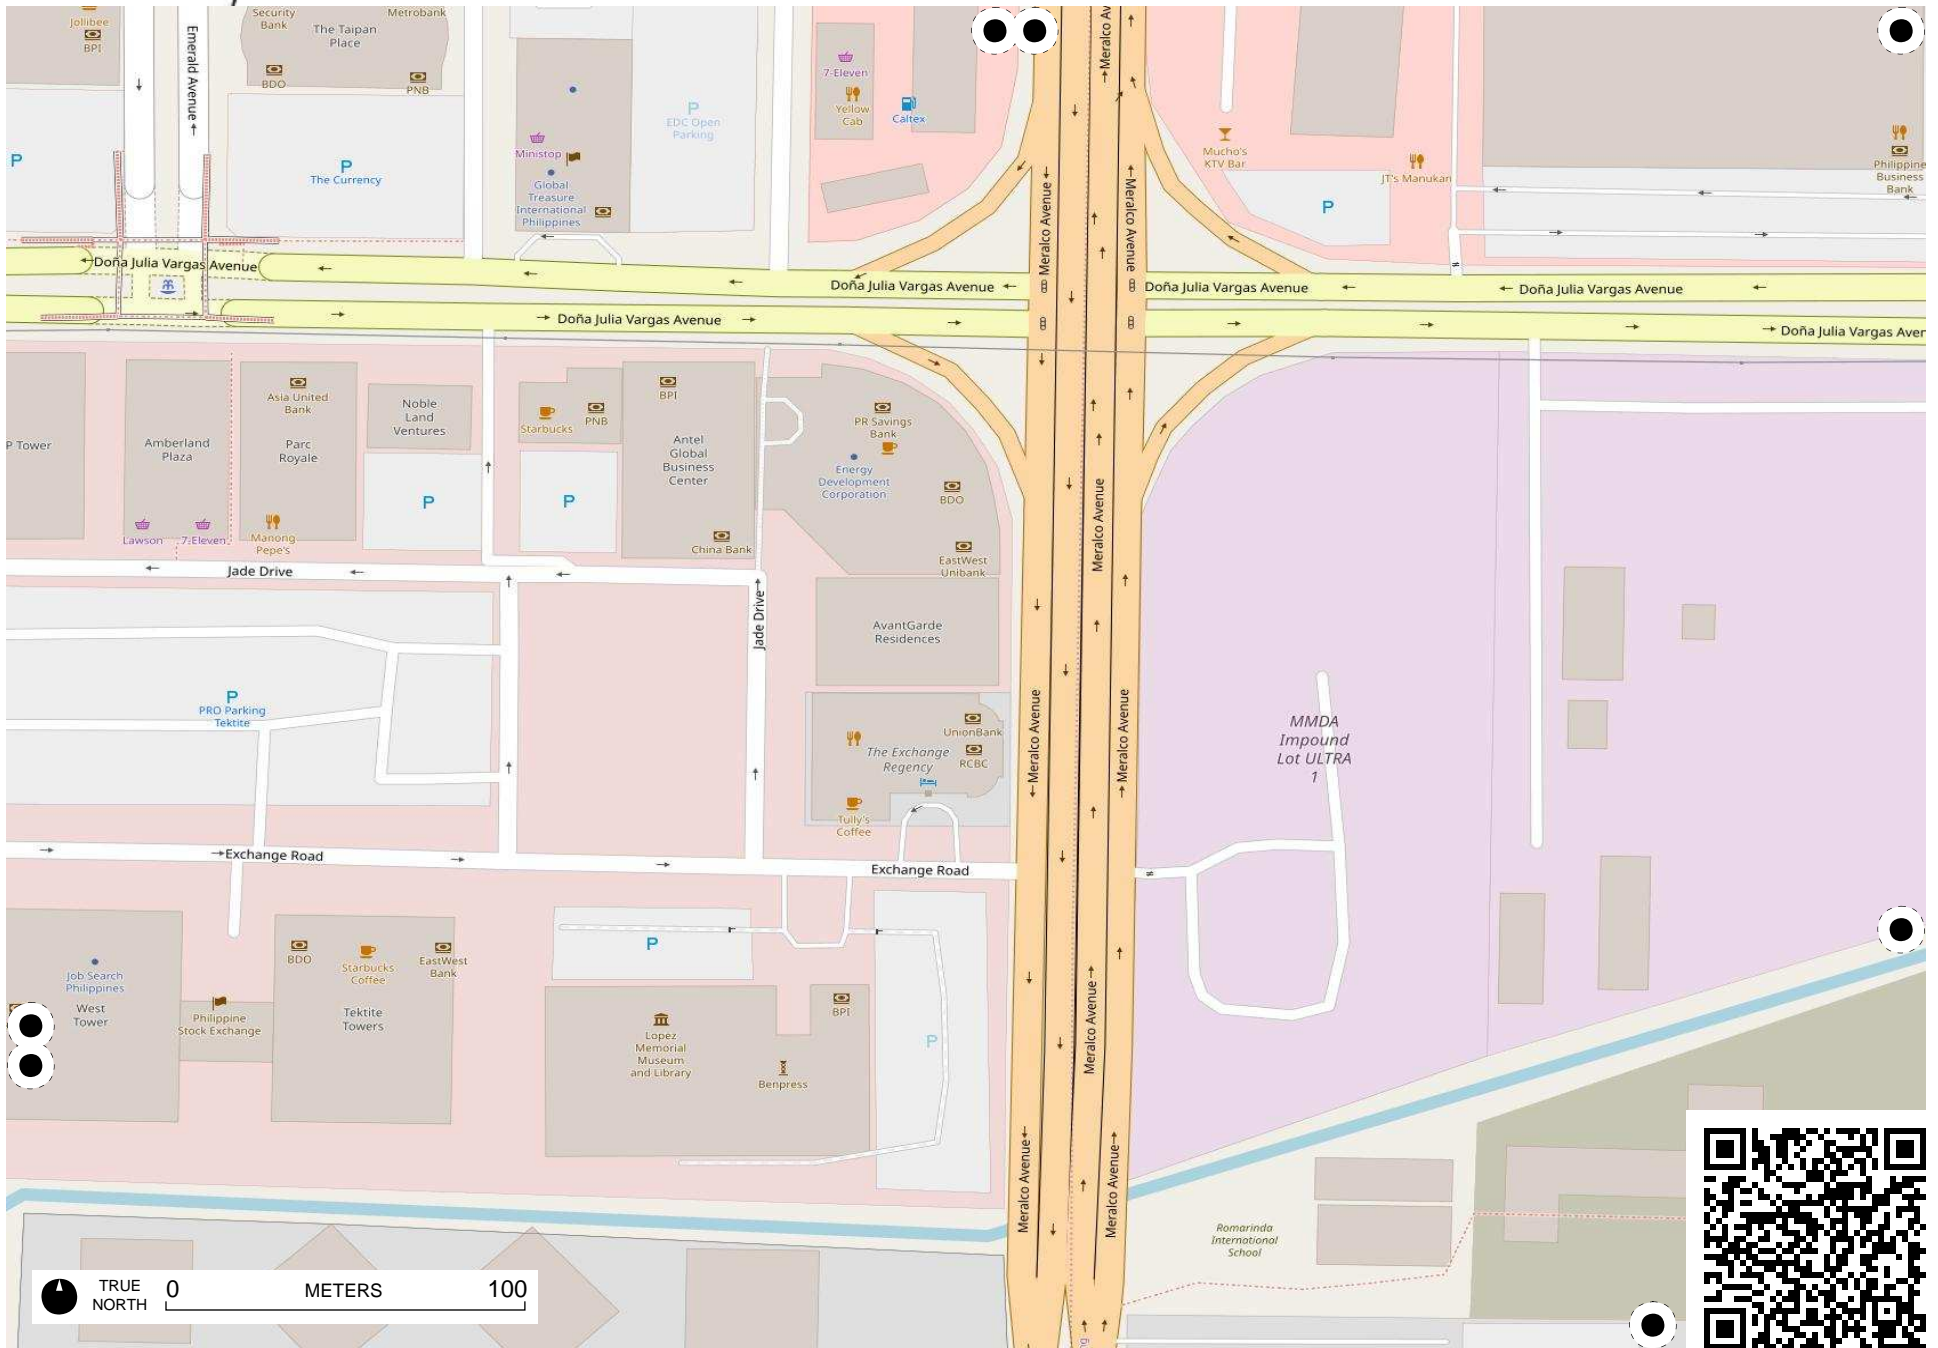 Jollibee
BPI
Emerald Avenue
Security
Bank
The Taipan
Place
Metrobank
BDO
PNB
P
P
The Currency
Ministop
Global
Treasure
International
Philippines
P
EDC Open
Parking
7-Eleven
Yellow
Cab
Caltex
Meralco Av
Meralco Avenue
Meralco Avenue
Mucho's
KTV Bar
JT's Manukan
P
Philippine
Business
Bank
Doña Julia Vargas Avenue
Doña Julia Vargas Avenue
Doña Julia Vargas Avenue
Doña Julia Vargas Avenue
Doña Julia Vargas Avenue
Doña Julia Vargas Aven
P Tower
Amberland
Plaza
Lawson
7-Eleven
Asia United
Bank
Parc
Royale
Manong
Pepe's
Noble
Land
Ventures
P
Starbucks
PNB
P
BPI
Antel
Global
Business
Center
China Bank
PR Savings
Bank
Energy
Development
Corporation
BDO
EastWest
Unibank
Meralco Avenue
Jade Drive
Jade Drive
AvantGarde
Residences
P
PRO Parking
Tektite
UnionBank
The Exchange
Regency
RCBC
Tully's
Coffee
Meralco Avenue
Meralco Avenue
MMDA
Impound
Lot ULTRA
1
Exchange Road
Exchange Road
Job Search
Philippines
West
Tower
Philippine
Stock Exchange
BDO
Starbucks
Coffee
EastWest
Bank
Tektite
Towers
P
Lopez
Memorial
Museum
and Library
BPI
Benpress
P
Meralco Avenue
Meralco Avenue
Meralco Avenue
Romarinda
International
School
TRUE
NORTH
0
METERS
100